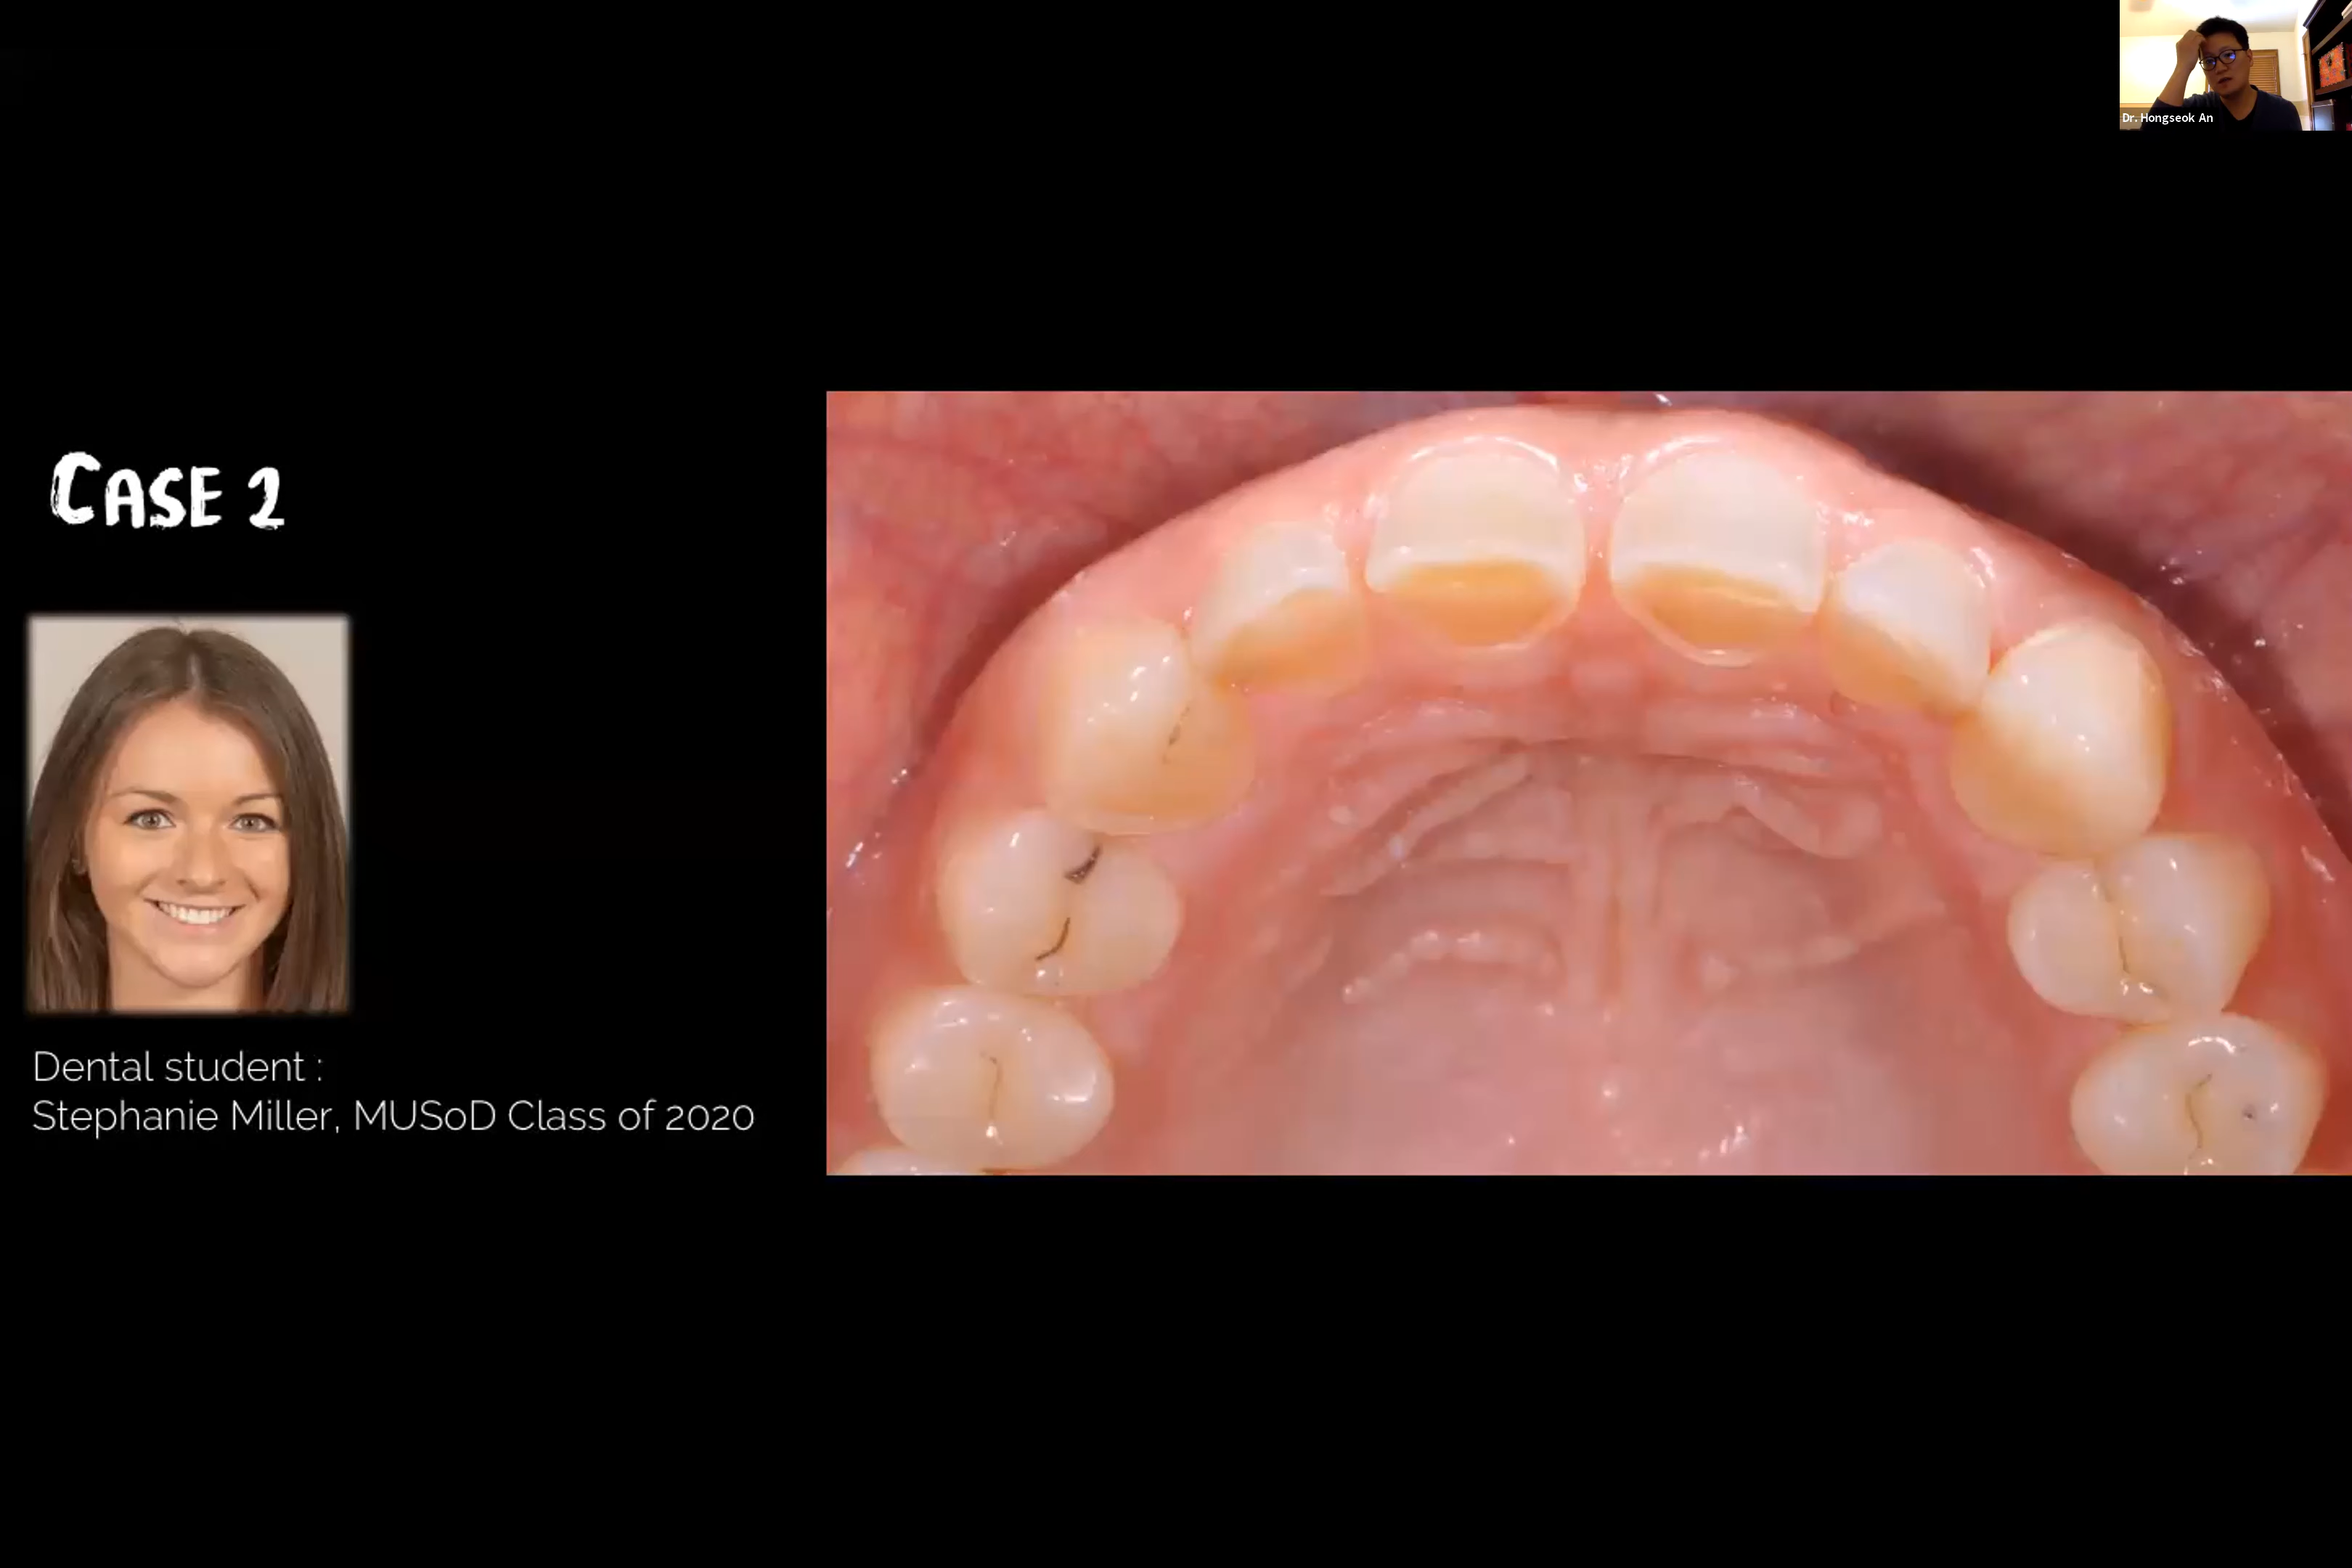 Dr. Hongseok An
CASE 2
Dental student :
Stephanie Miller, MUSoD Class of 2020